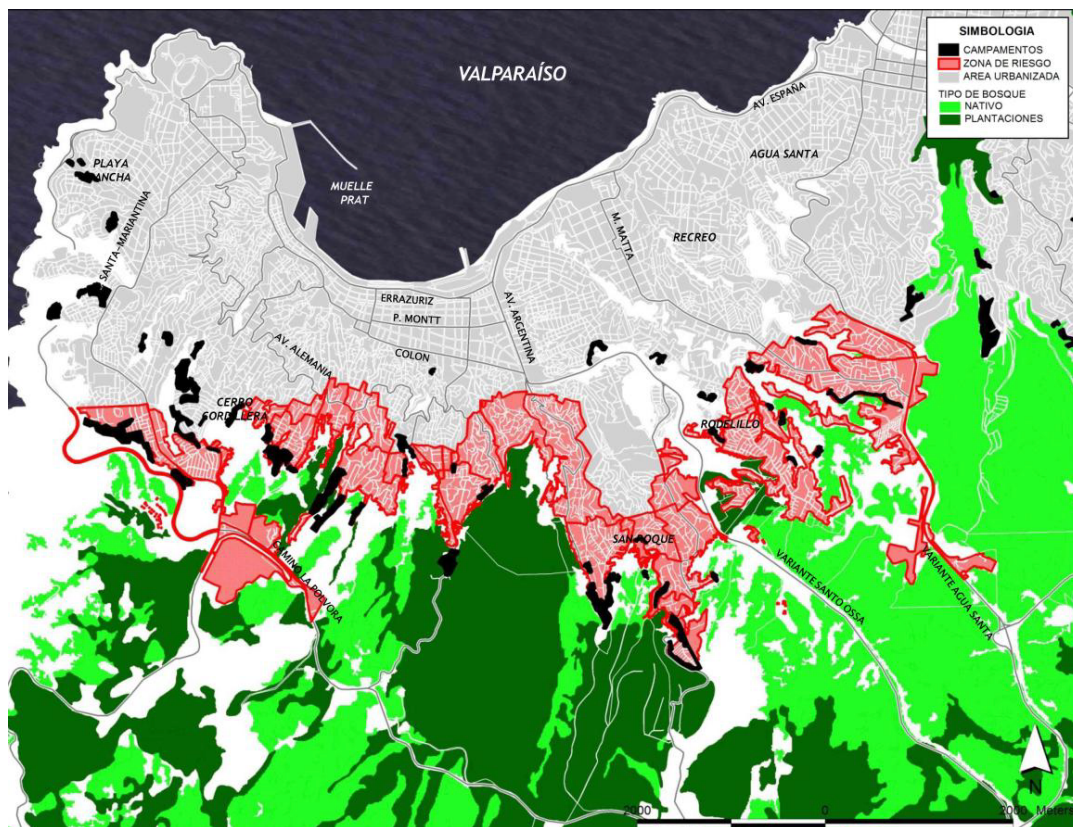 VALPARAÍSO
SIMBOLOGIA
CAMPAMENTOS
ZONA DE RIESGO
AREA URBANIZADA
TIPO DE BOSQUE
NATIVO
PLANTACIONES
AV. ESPAÑA
AGUA SANTA
PLAYA
ANCHA
MUELLE
PRAT
SANTA-MARIANTINA
M. MATTA
RECREO
ERRAZURIZ
P. MONTT
AV. ARGENTINA
COLON
AV. ALEMANIA
CERRO
CORDILLERA
RODELILLO
SAN ROQUE
CAMINO LA POLVORA
VARIANTE SANTO OSSA
VARIANTE AGUA SANTA
N
2000 0 2000 Meters